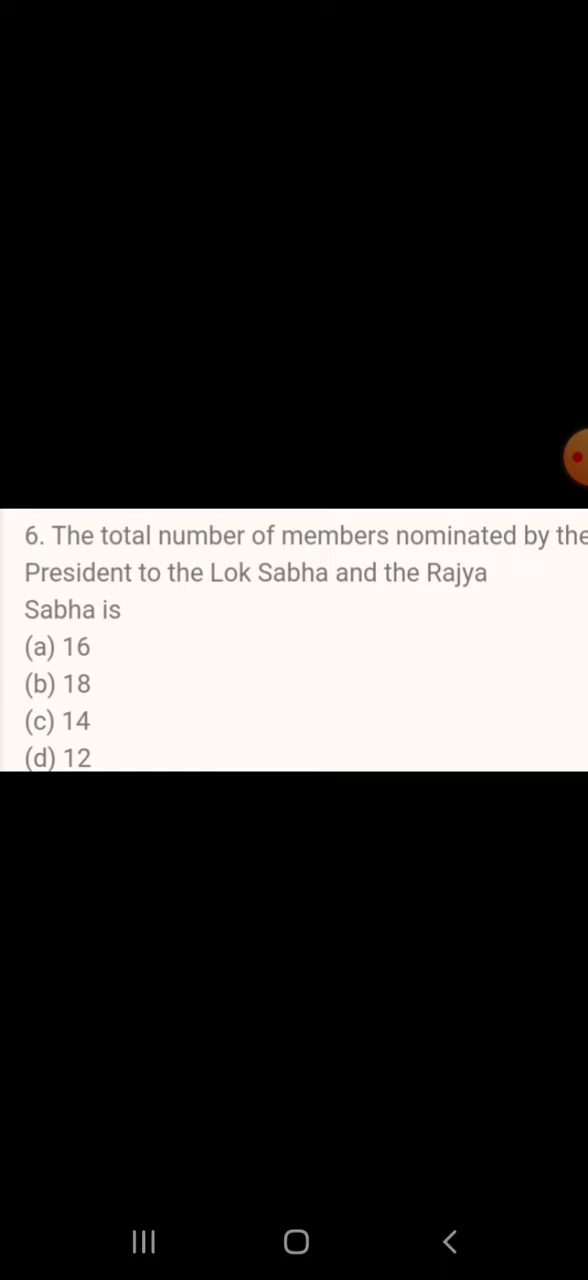 6. The total number of members nominated by the
President to the Lok Sabha and the Rajya
Sabha is
(a) 16
(b) 18
(c) 14
(d) 12